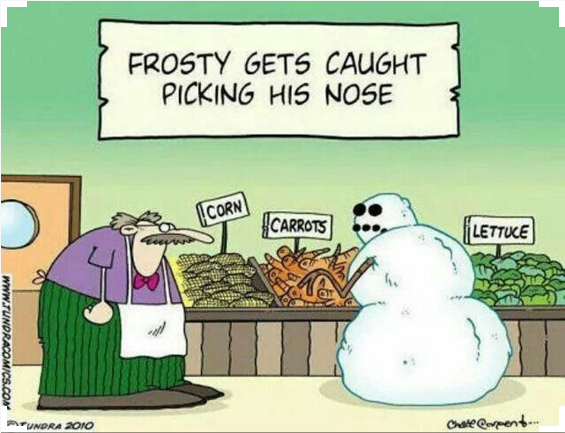 FROSTY GETS CAUGHT
PICKING HIS NOSE
CORN
CARROTS
LETTUCE
WWW.TUNDRACOMICS.COM
©TUNDRA 2010